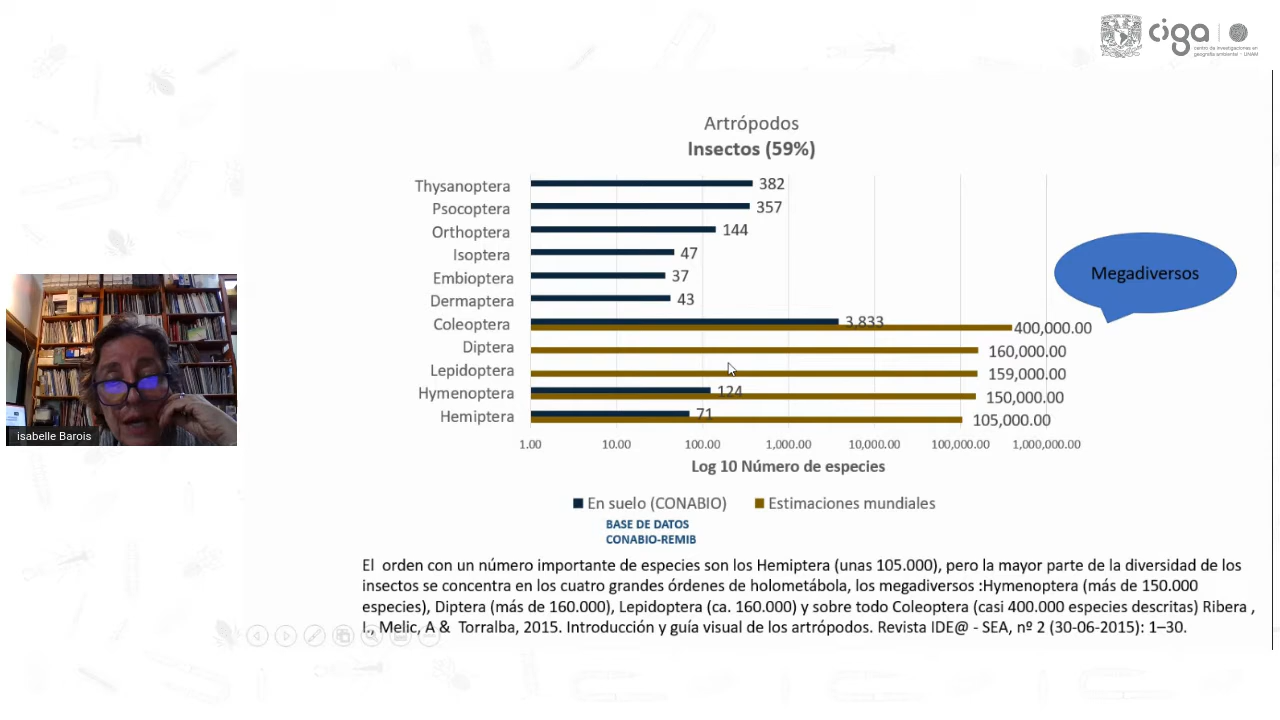 ciga
centro de investigaciones en
geografía ambiental - UNAM
Artrópodos
Insectos (59%)
Thysanoptera 382
Psocoptera 357
Orthoptera 144
Isoptera 47
Embioptera 37
Dermaptera 43
Coleoptera 3,833 400,000.00
Diptera 160,000.00
Lepidoptera 159,000.00
Hymenoptera 124 150,000.00
Hemiptera 71 105,000.00
1.00 10.00 100.00 1,000.00 10,000.00 100,000.00 1,000,000.00
Log 10 Número de especies
En suelo (CONABIO) Estimaciones mundiales
BASE DE DATOS
CONABIO-REMIB
Megadiversos
isabelle Barois
El orden con un número importante de especies son los Hemiptera (unas 105.000), pero la mayor parte de la diversidad de los
insectos se concentra en los cuatro grandes órdenes de holometábola, los megadiversos :Hymenoptera (más de 150.000
especies), Diptera (más de 160.000), Lepidoptera (ca. 160.000) y sobre todo Coleoptera (casi 400.000 especies descritas) Ribera ,
I., Melic, A & Torralba, 2015. Introducción y guía visual de los artrópodos. Revista IDE@ - SEA, nº 2 (30-06-2015): 1–30.